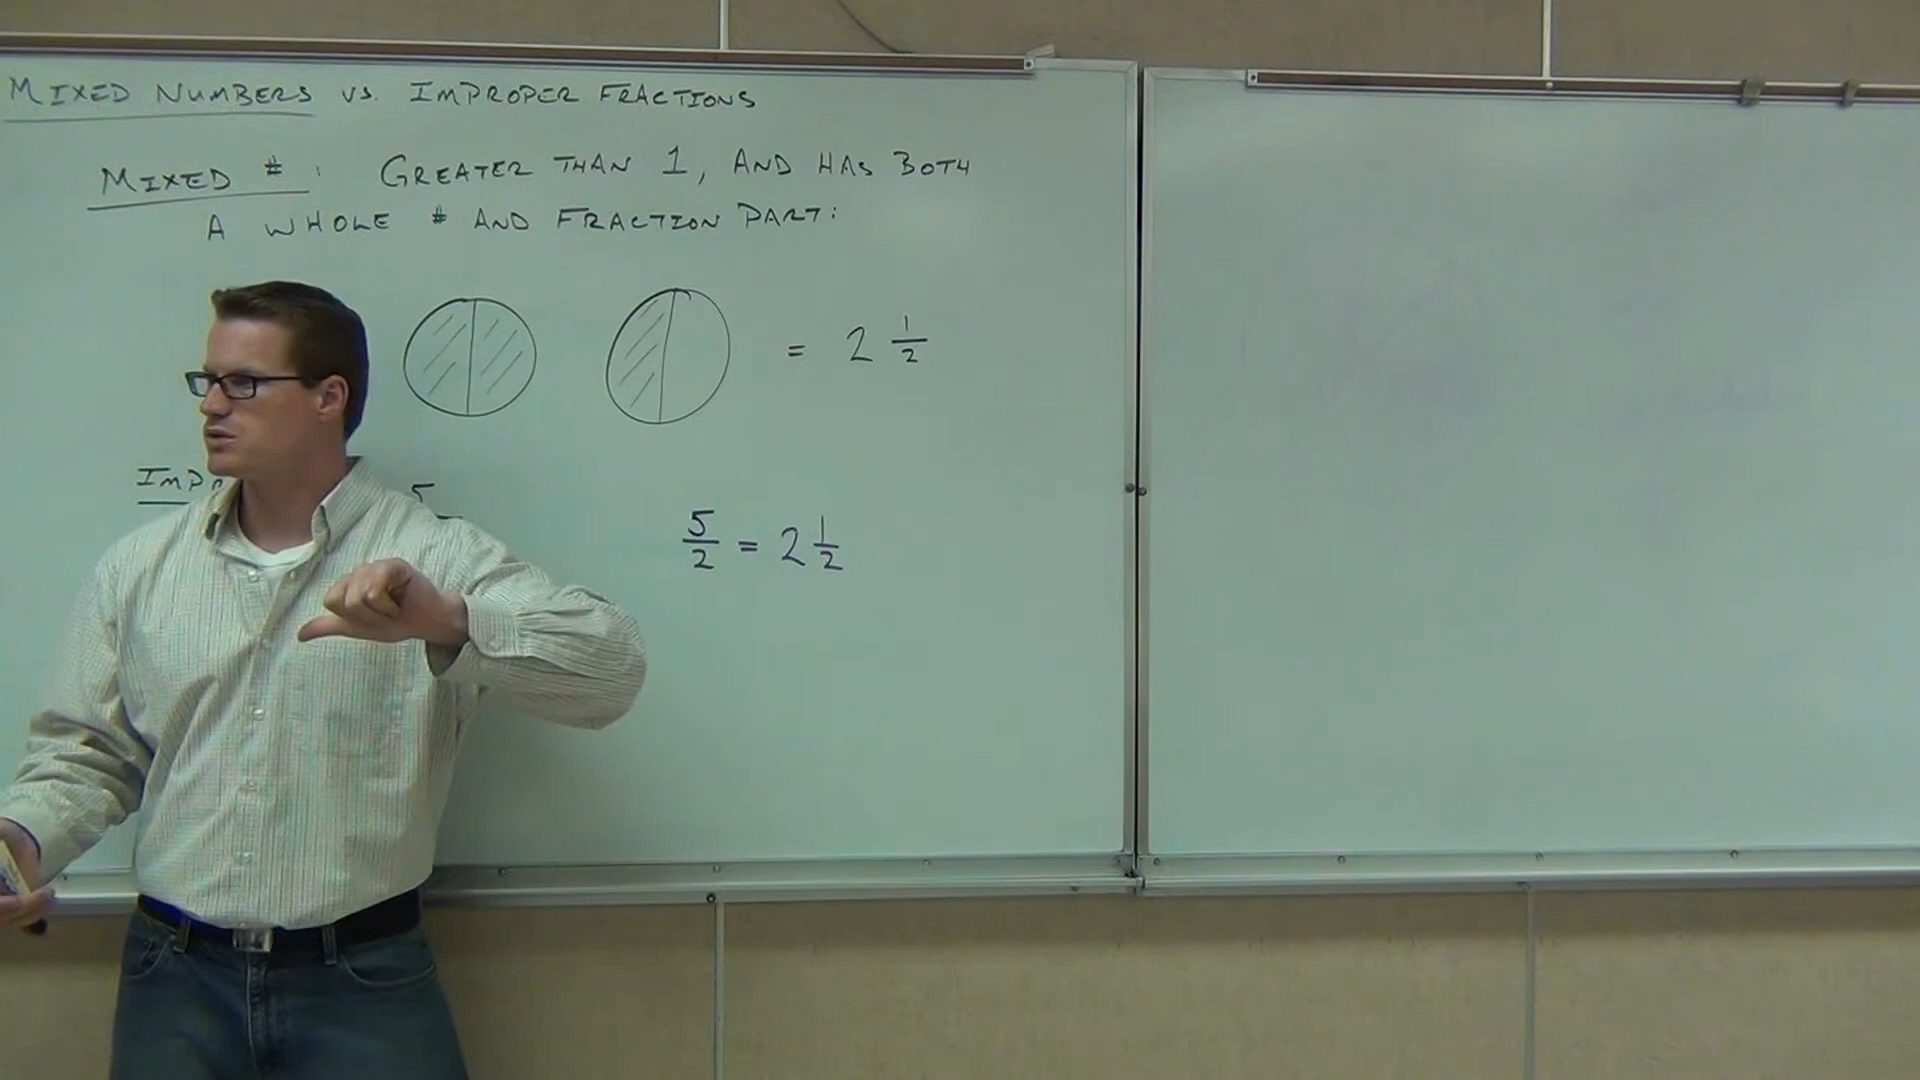 MIXED NUMBERS VS. IMPROPER FRACTIONS
MIXED #: GREATER THAN 1, AND HAS BOTH
A WHOLE # AND FRACTION PART:
= 2 1/2
5
5/2 = 2 1/2